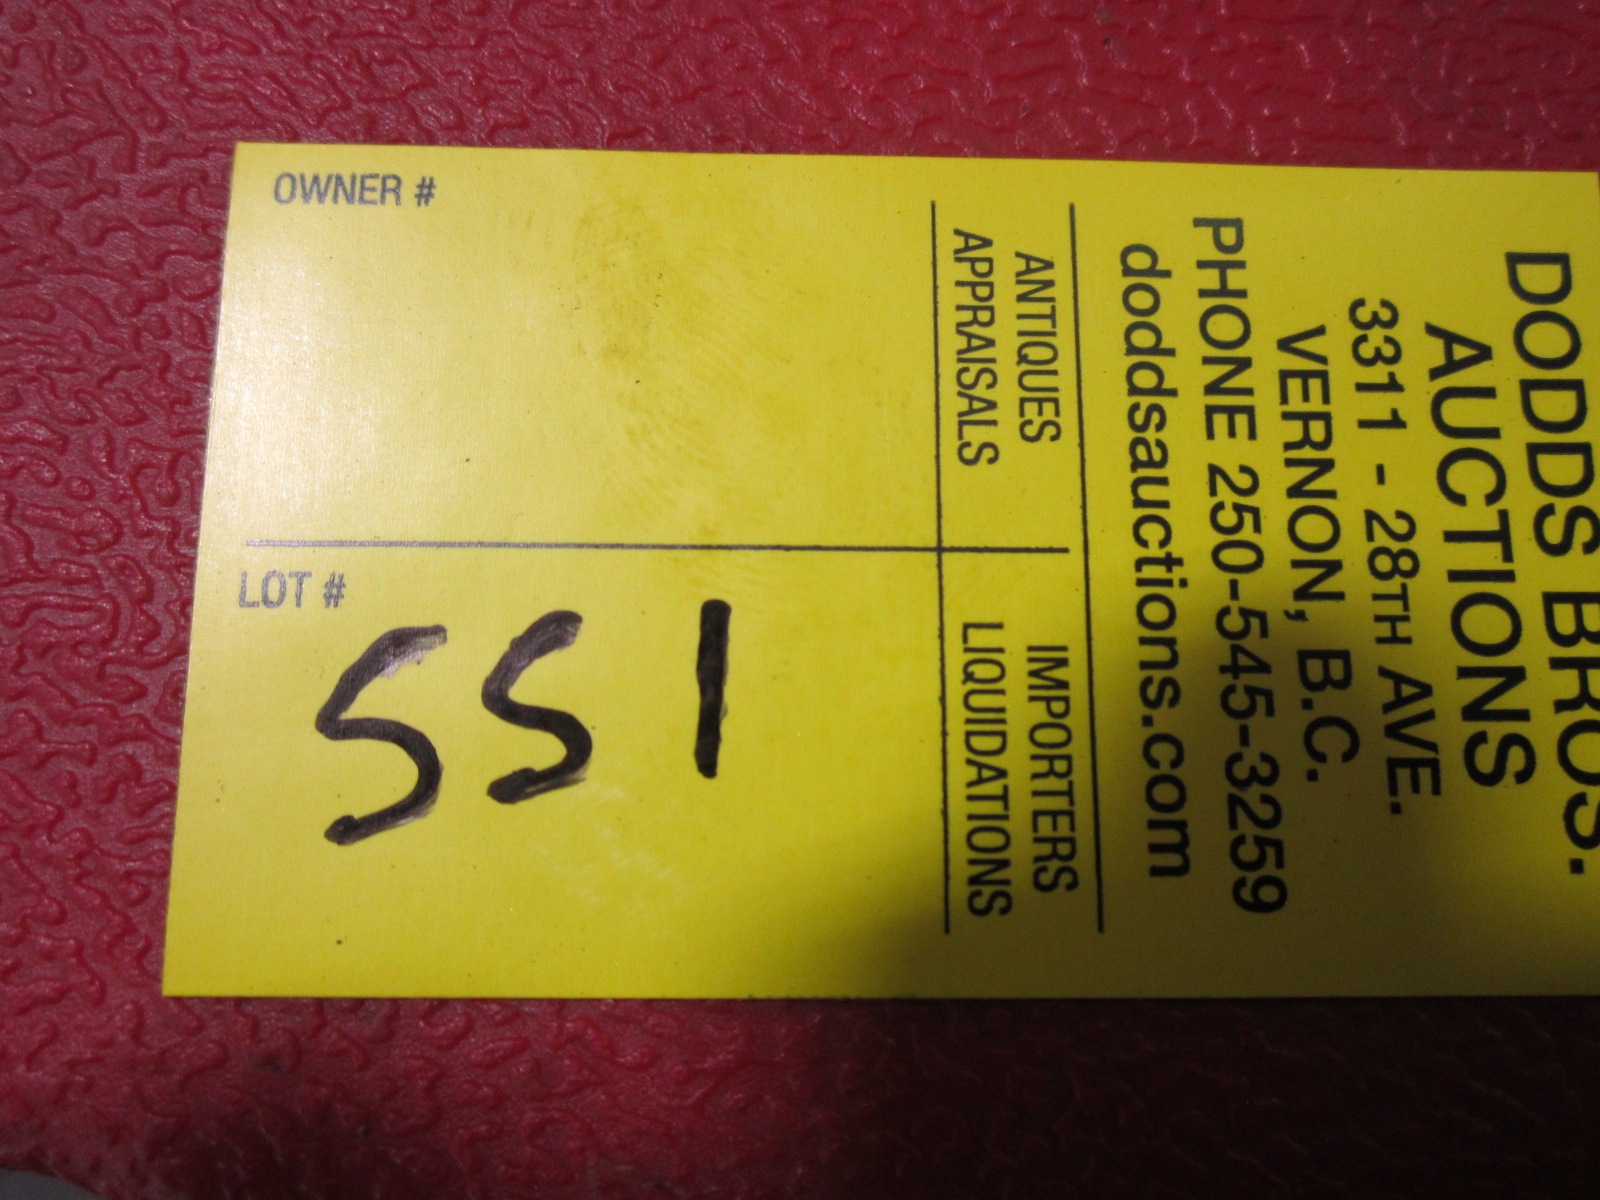 DODDS BROS.
AUCTIONS
3311 - 28TH AVE.
VERNON, B.C.
PHONE 250-545-3259
doddsauctions.com
ANTIQUES
APPRAISALS
IMPORTERS
LIQUIDATIONS
OWNER #
LOT #
551